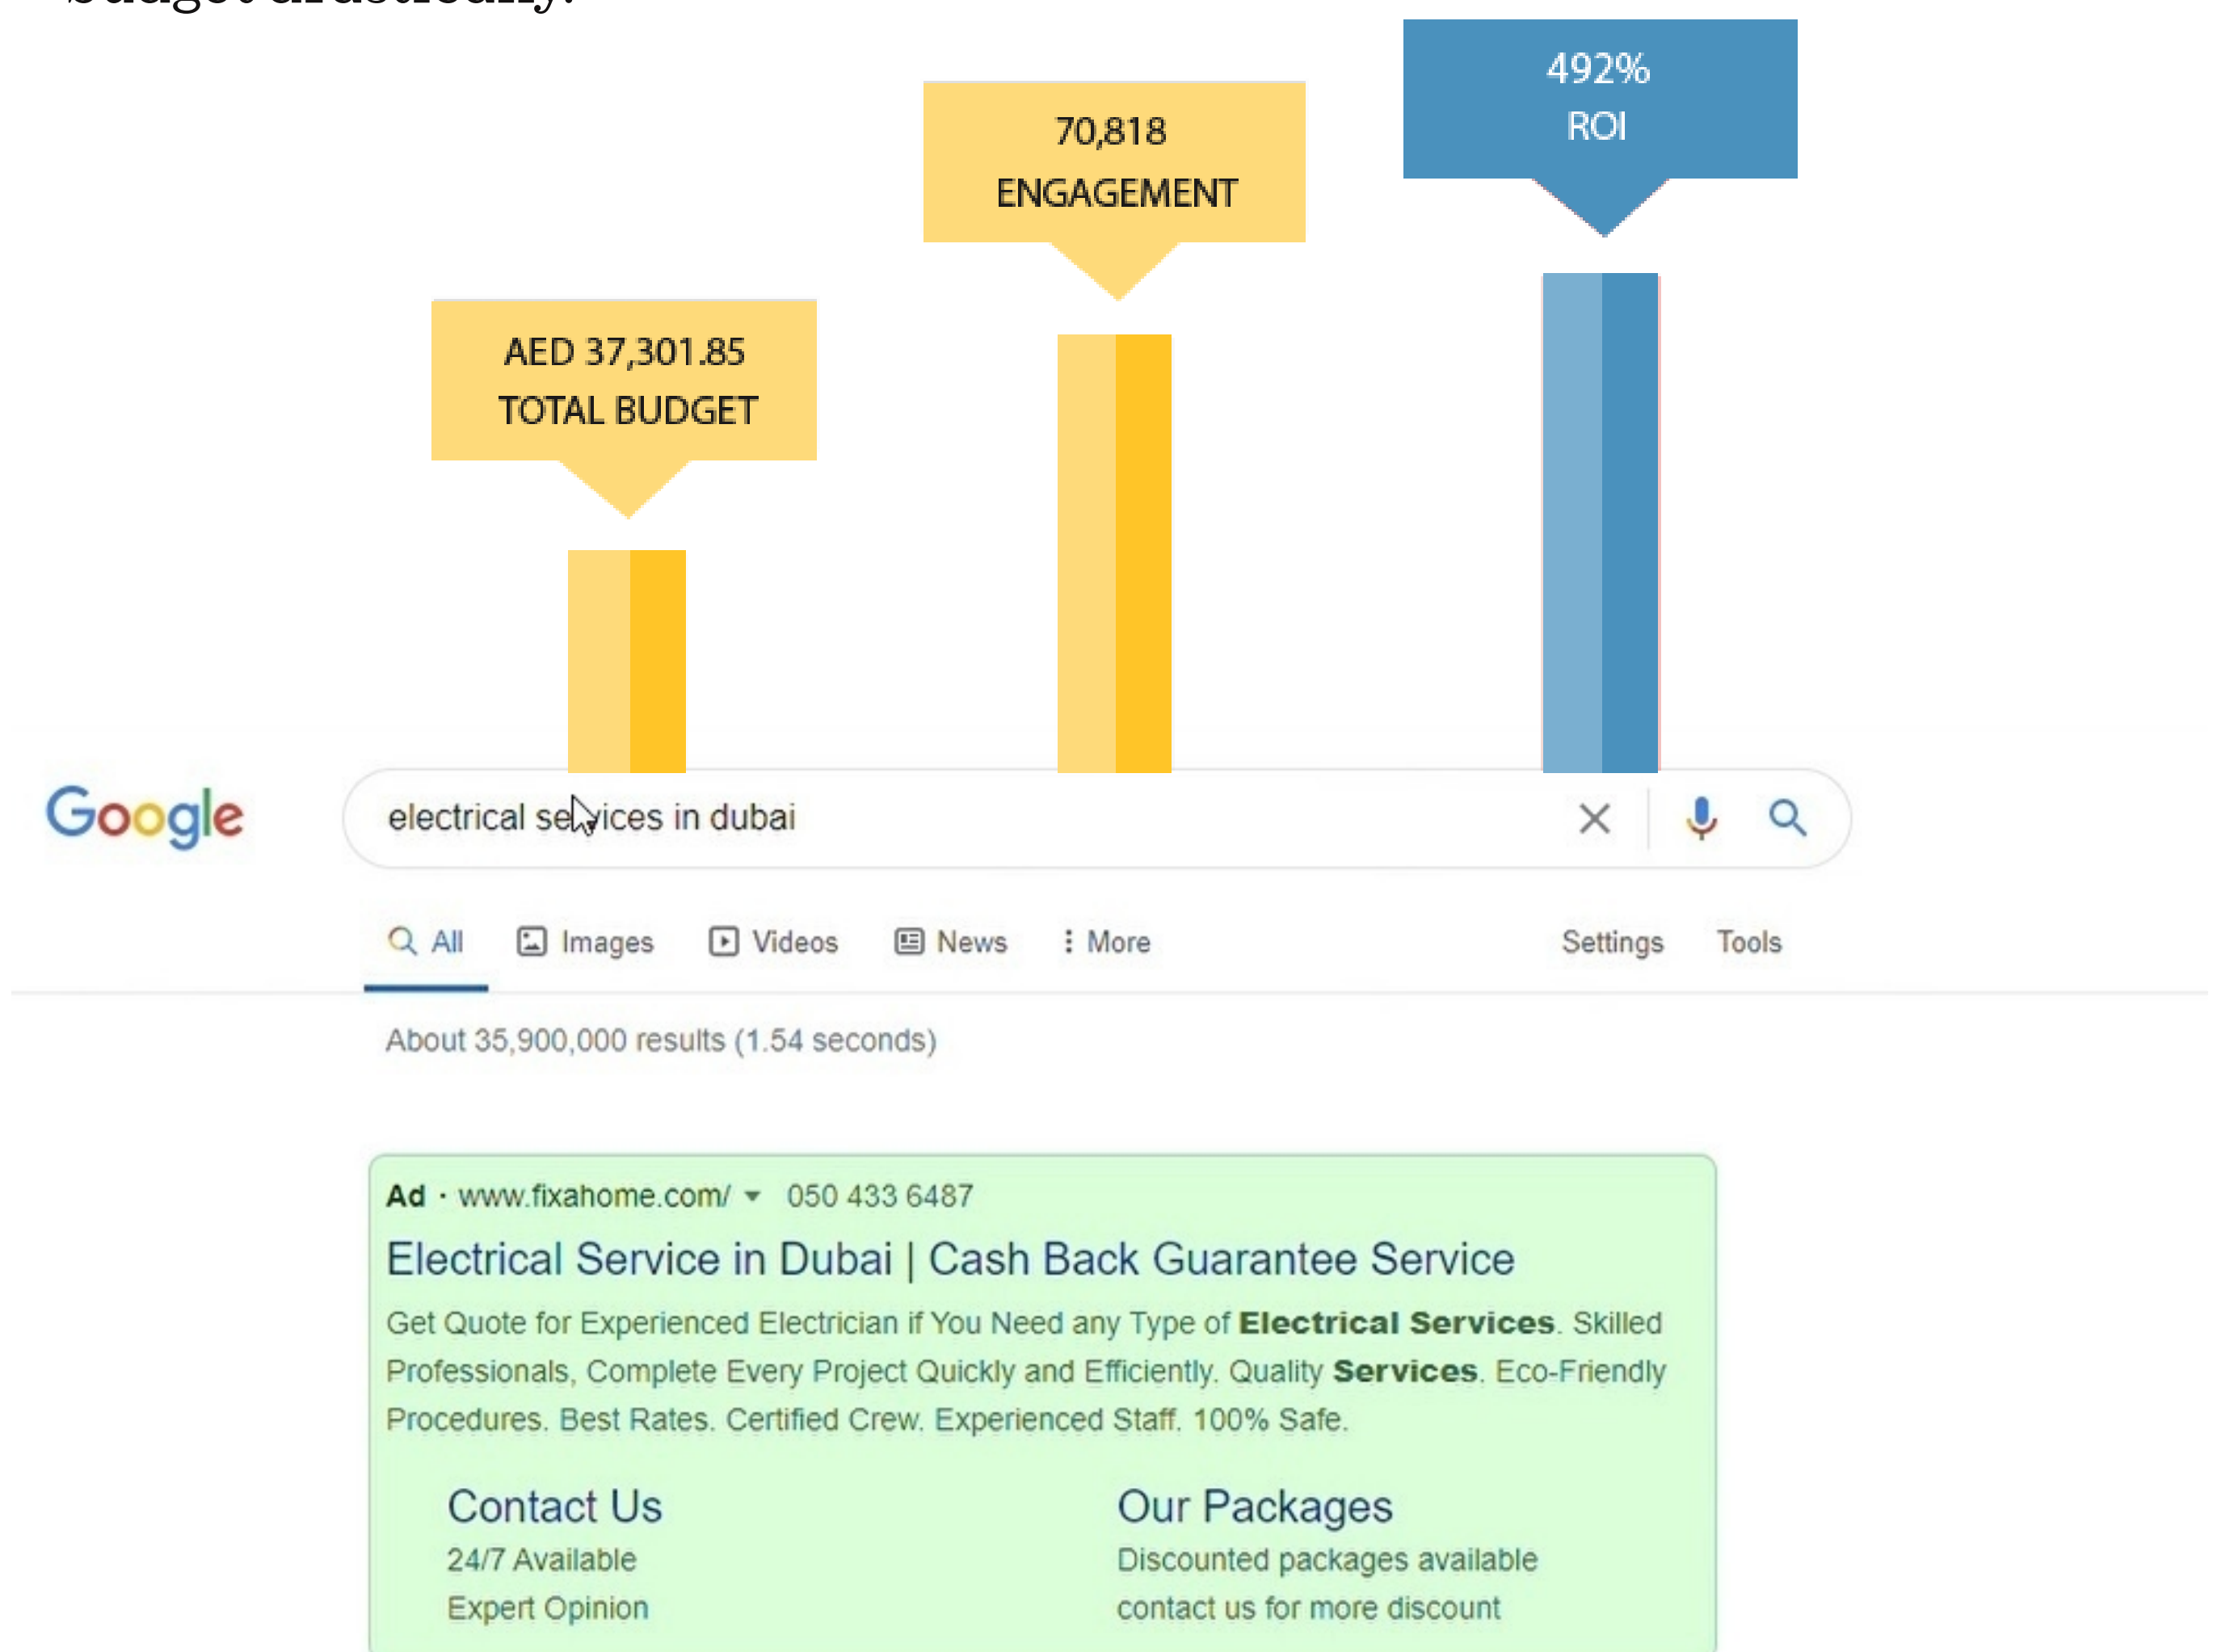 budget drastically.
492%
ROI
70,818
ENGAGEMENT
AED 37,301.85
TOTAL BUDGET
Google
electrical services in dubai
All Images Videos News More Settings Tools
About 35,900,000 results (1.54 seconds)
Ad · www.fixahome.com/ 050 433 6487
Electrical Service in Dubai | Cash Back Guarantee Service
Get Quote for Experienced Electrician if You Need any Type of Electrical Services. Skilled
Professionals, Complete Every Project Quickly and Efficiently. Quality Services. Eco-Friendly
Procedures. Best Rates. Certified Crew. Experienced Staff. 100% Safe.
Contact Us
24/7 Available
Expert Opinion
Our Packages
Discounted packages available
contact us for more discount